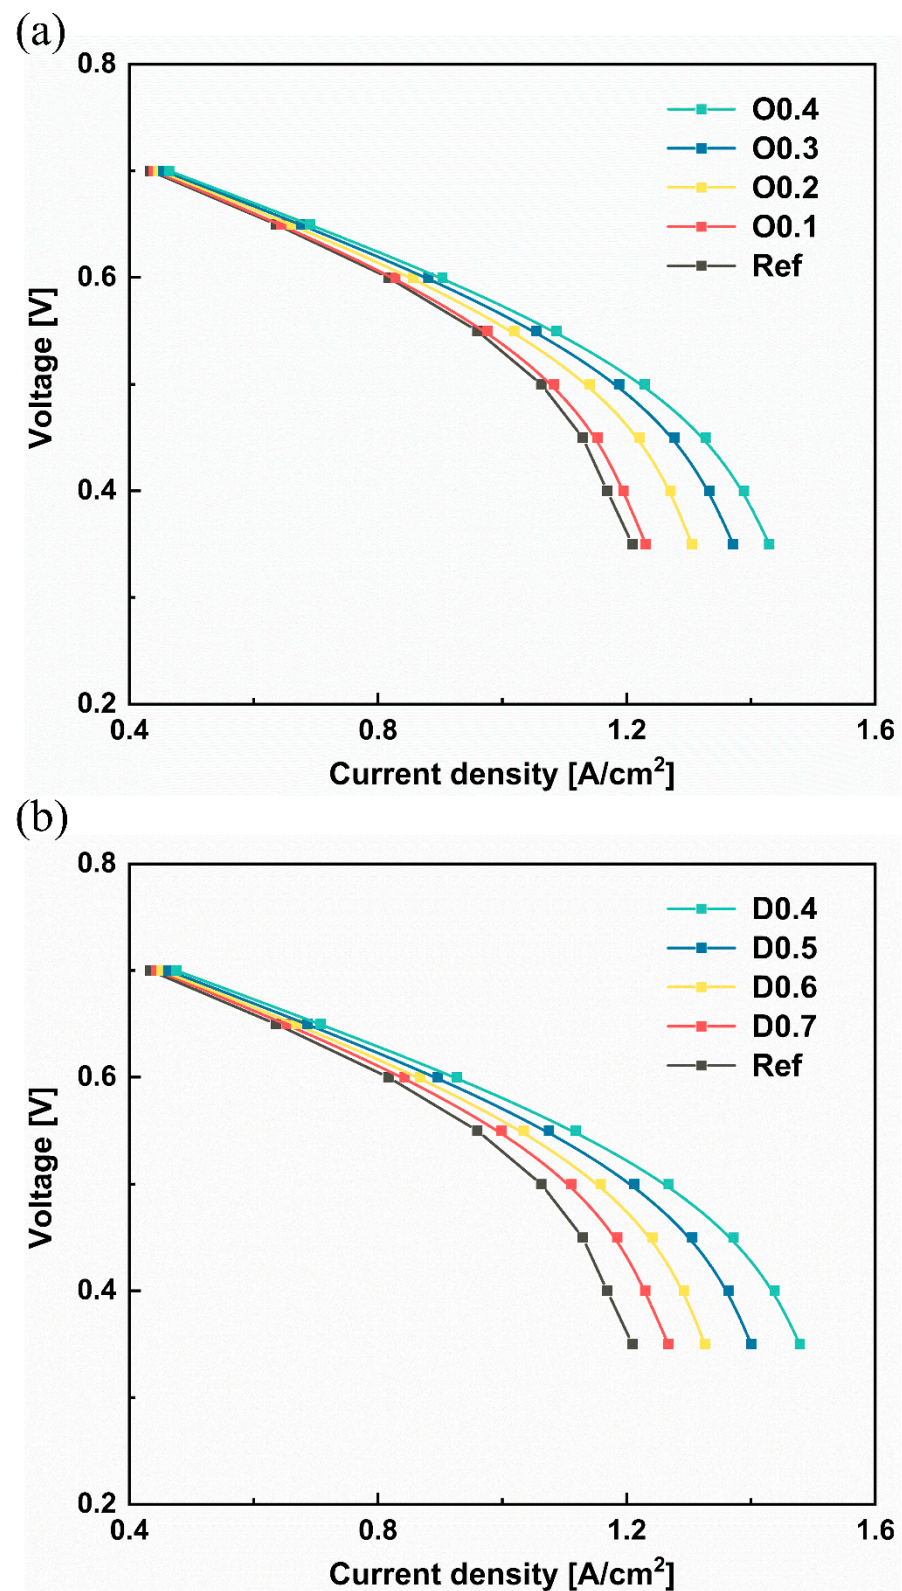 (a)
0.8
0.6
0.4
0.2
Voltage [V]
O0.4
O0.3
O0.2
O0.1
Ref
0.4
0.8
1.2
1.6
Current density [A/cm²]
(b)
0.8
0.6
0.4
0.2
Voltage [V]
D0.4
D0.5
D0.6
D0.7
Ref
0.4
0.8
1.2
1.6
Current density [A/cm²]